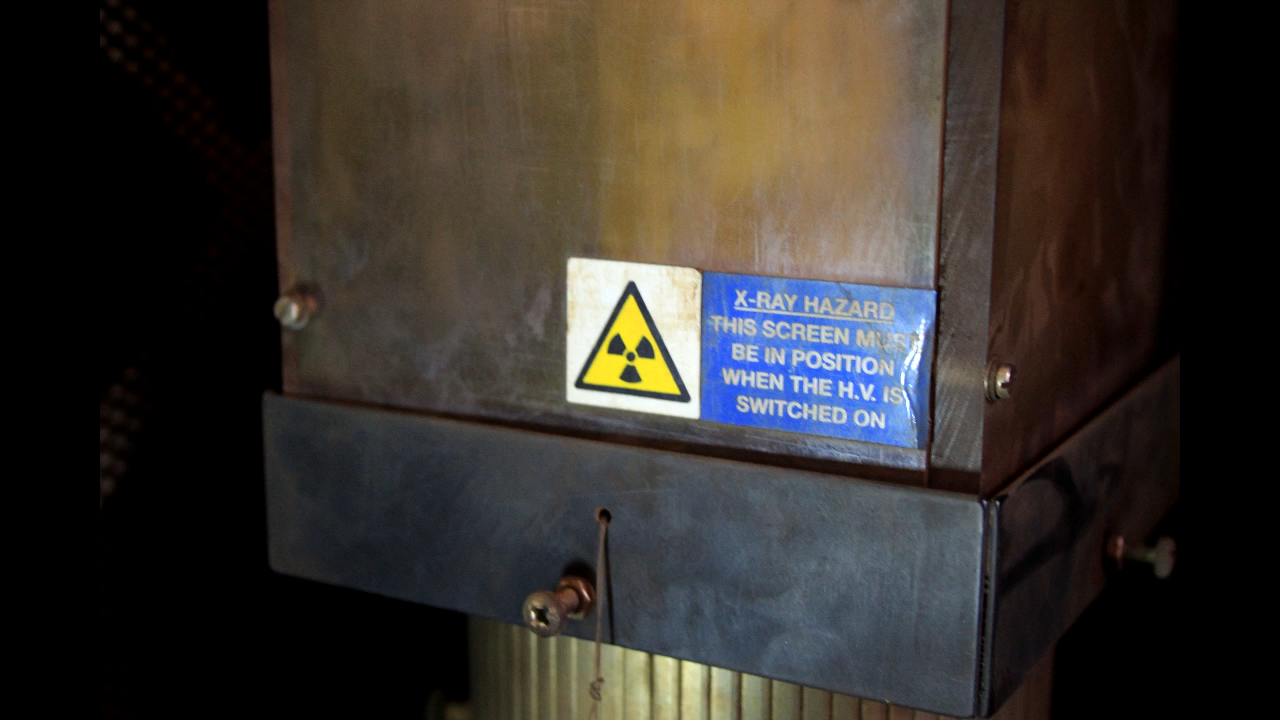 X-RAY HAZARD
THIS SCREEN MUST
BE IN POSITION
WHEN THE H.V. IS
SWITCHED ON